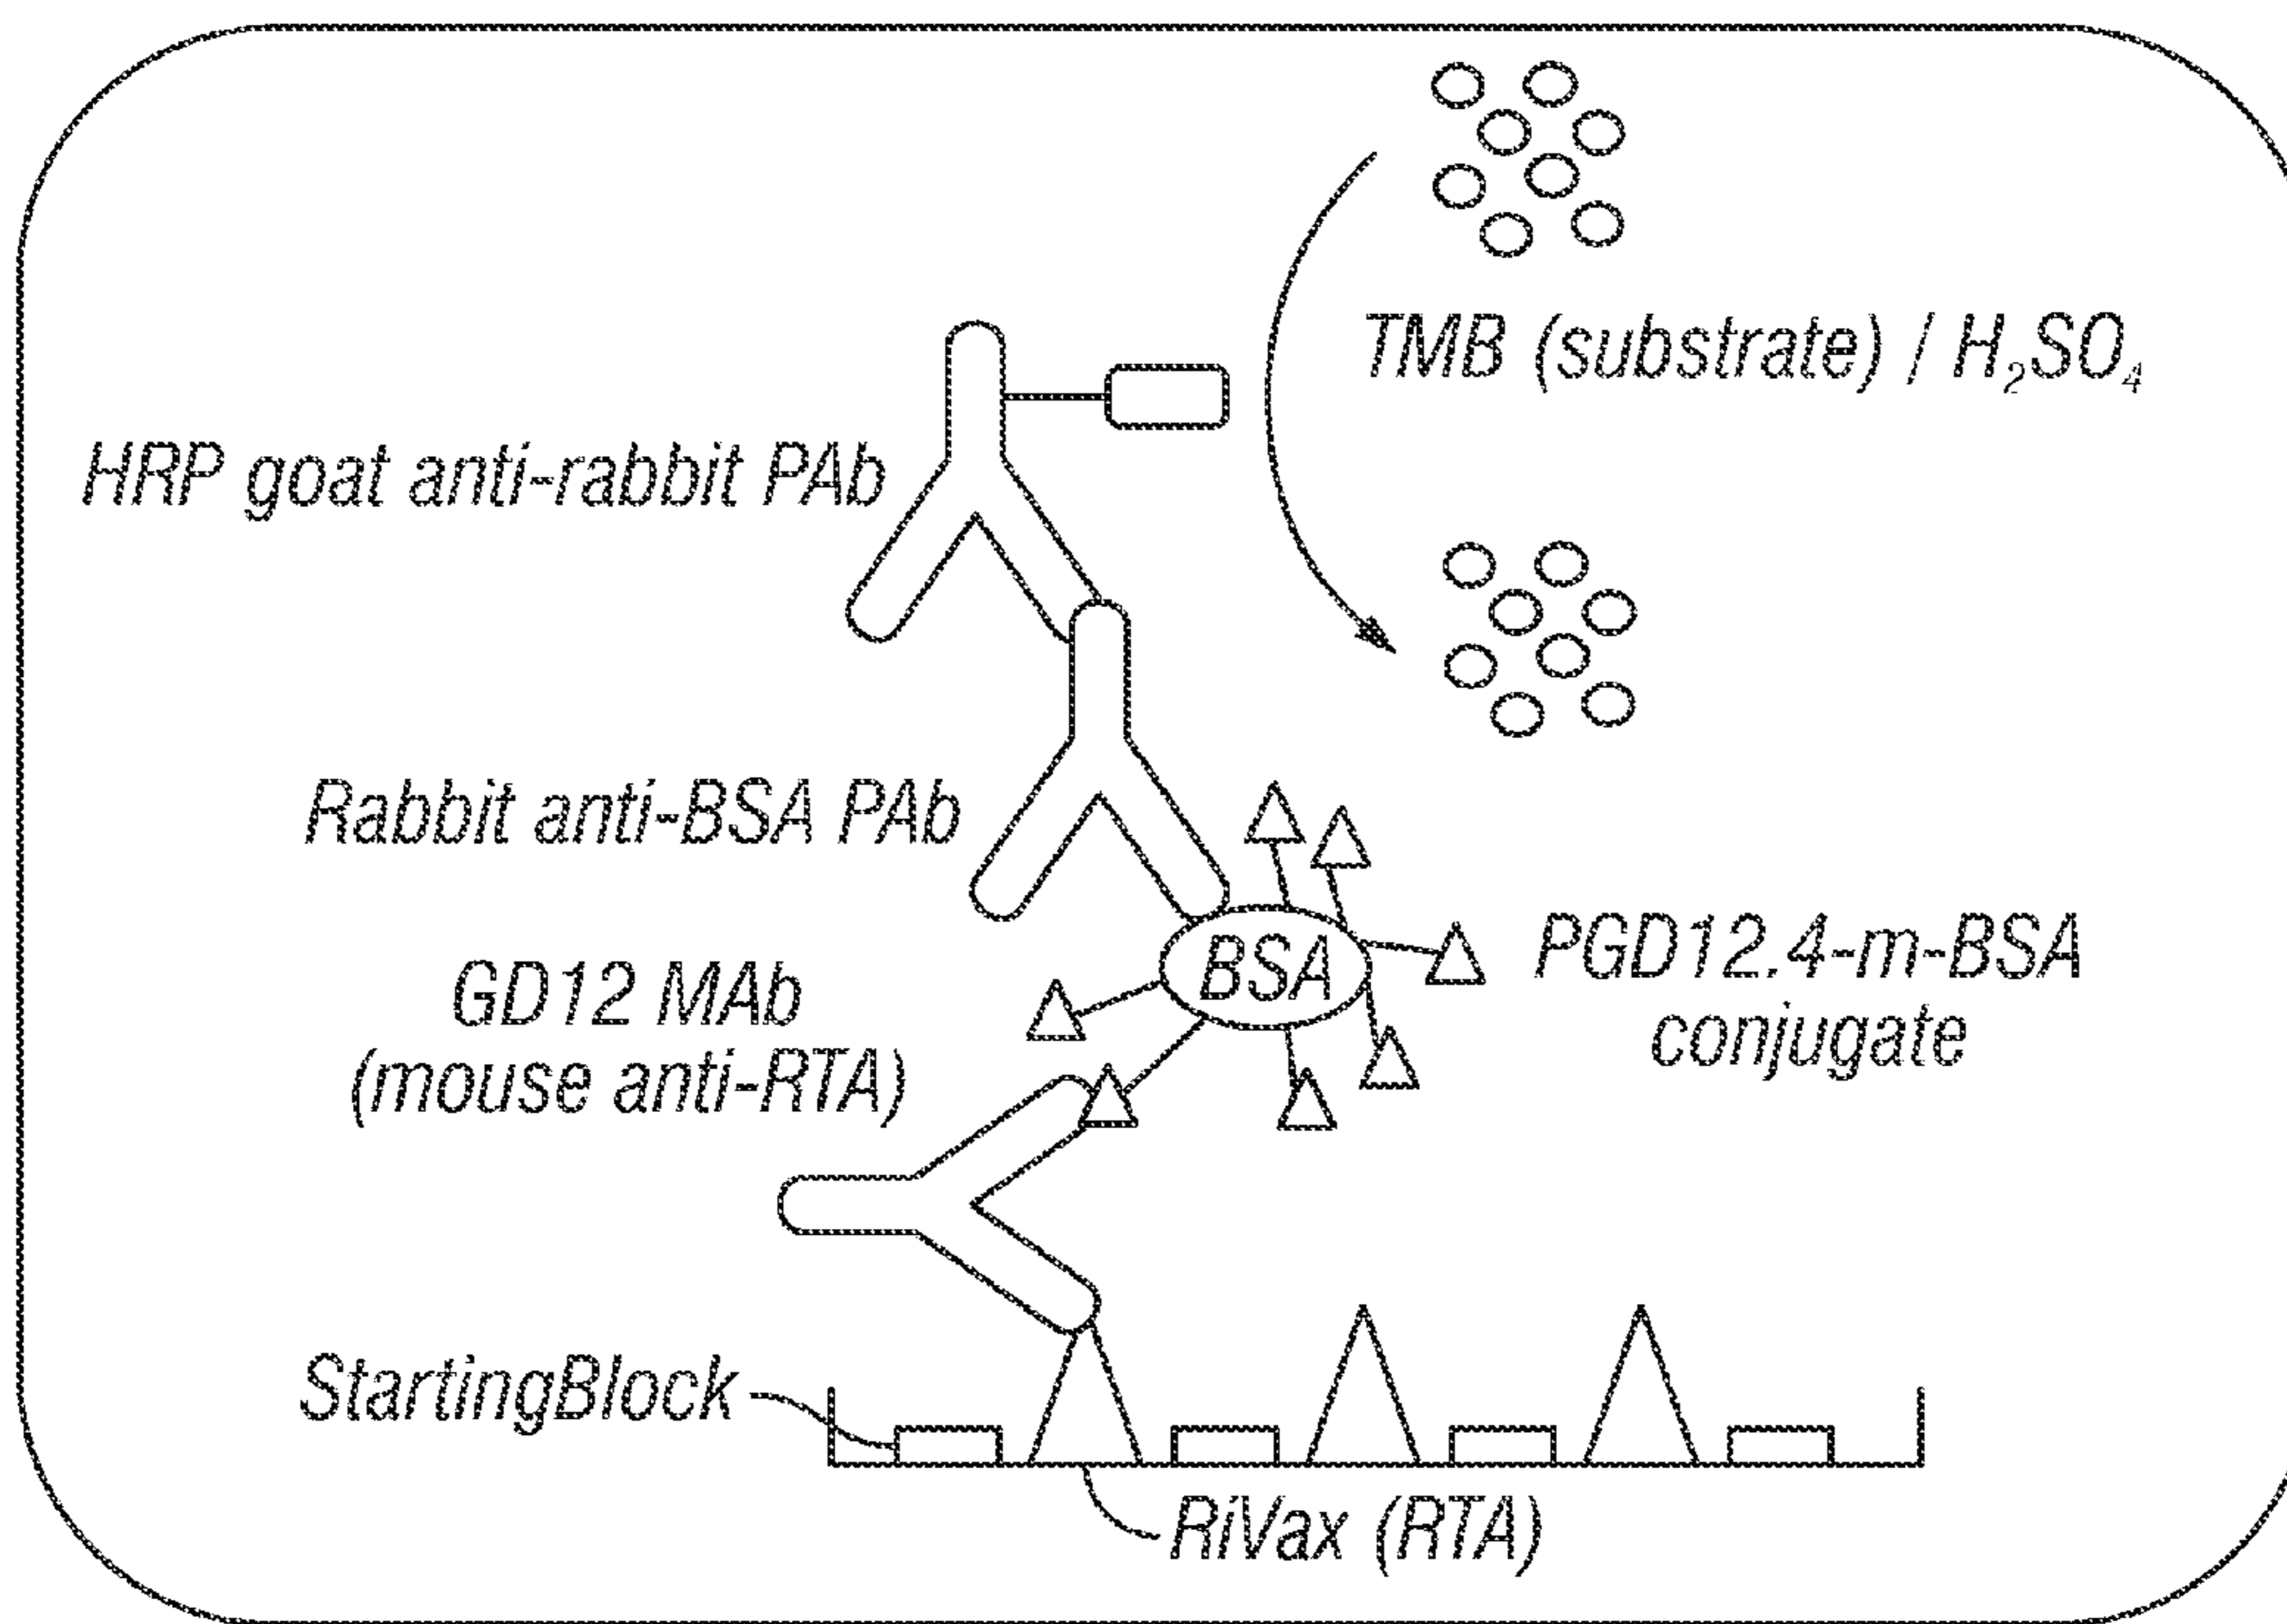 TMB (substrate) / H₂SO₄
HRP goat anti-rabbit PAb
Rabbit anti-BSA PAb
BSA
PGD12.4-m-BSA
conjugate
GD12 MAb
(mouse anti-RTA)
StartingBlock
RiVax (RTA)